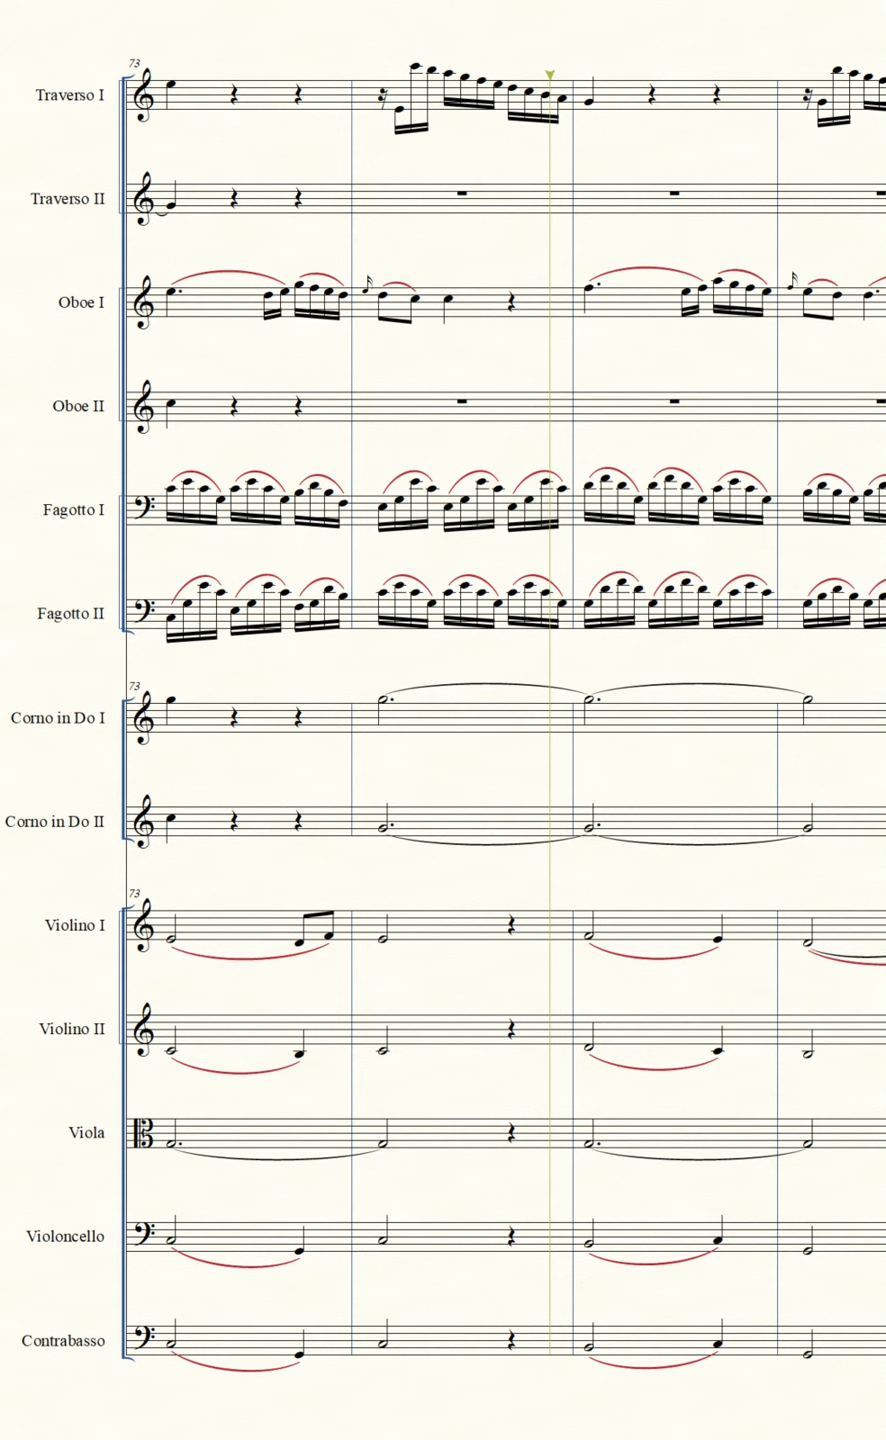 73
Traverso I
Traverso II
Oboe I
Oboe II
Fagotto I
Fagotto II
73
Corno in Do I
Corno in Do II
73
Violino I
Violino II
Viola
Violoncello
Contrabasso